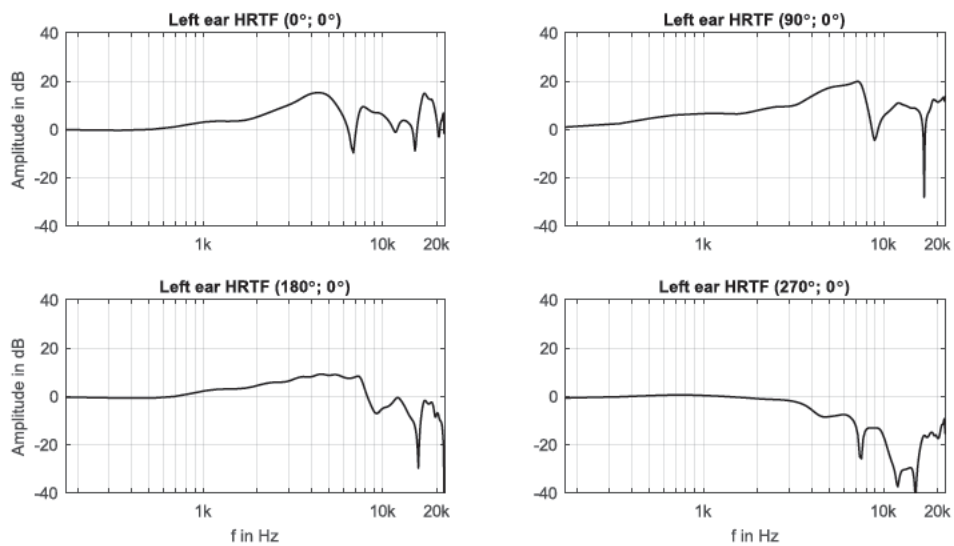 Left ear HRTF (0°; 0°)
Amplitude in dB
40
20
0
-20
-40
1k
10k
20k
Left ear HRTF (90°; 0°)
40
20
0
-20
-40
1k
10k
20k
Left ear HRTF (180°; 0°)
Amplitude in dB
40
20
0
-20
-40
1k
10k
20k
f in Hz
Left ear HRTF (270°; 0°)
40
20
0
-20
-40
1k
10k
20k
f in Hz